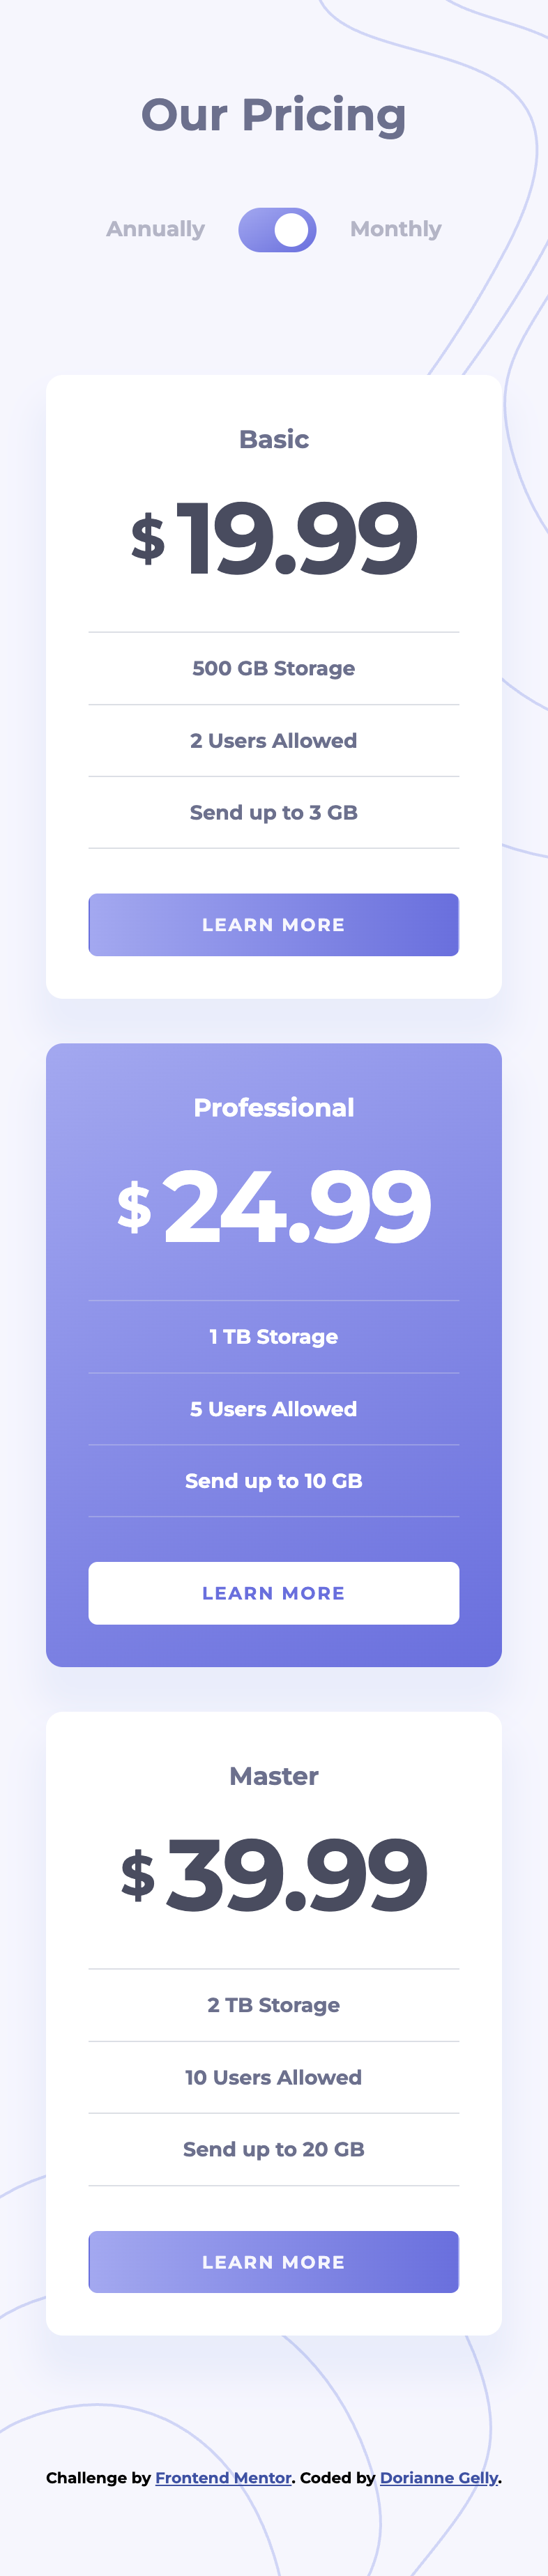 Our Pricing
Annually Monthly
Basic
$ 19.99
500 GB Storage
2 Users Allowed
Send up to 3 GB
LEARN MORE
Professional
$ 24.99
1 TB Storage
5 Users Allowed
Send up to 10 GB
LEARN MORE
Master
$ 39.99
2 TB Storage
10 Users Allowed
Send up to 20 GB
LEARN MORE
Challenge by Frontend Mentor. Coded by Dorianne Gelly.